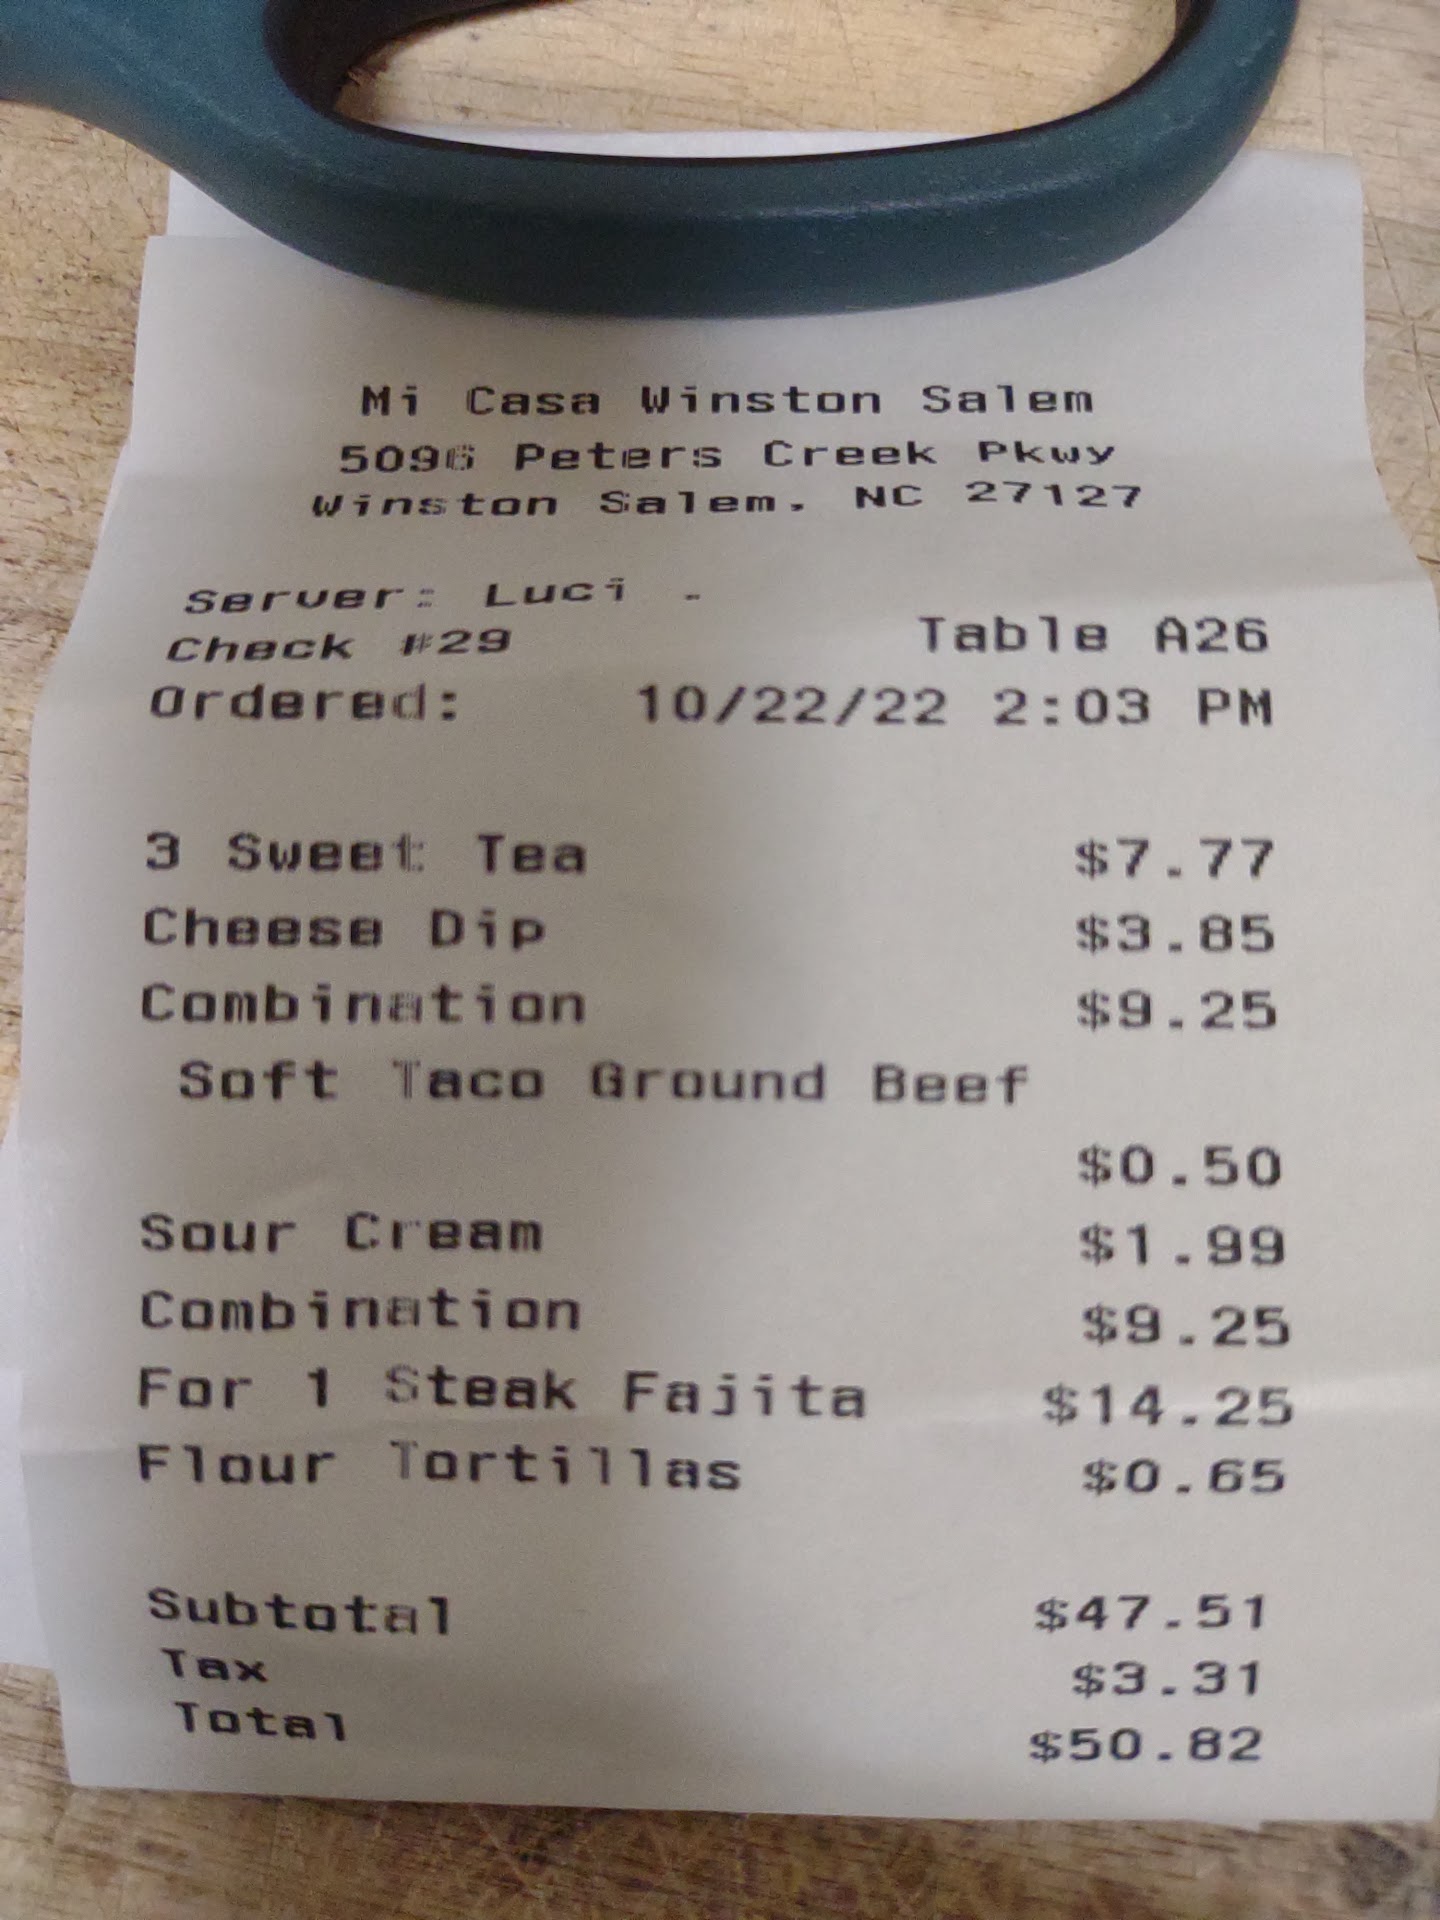 Mi Casa Winston Salem
5096 Peters Creek Pkwy
Winston Salem, NC 27127
Server: Luci .
Check #29 Table A26
Ordered: 10/22/22 2:03 PM
3 Sweet Tea $7.77
Cheese Dip $3.85
Combination $9.25
Soft Taco Ground Beef
$0.50
Sour Cream $1.99
Combination $9.25
For 1 Steak Fajita $14.25
Flour Tortillas $0.65
Subtotal $47.51
Tax $3.31
Total $50.82